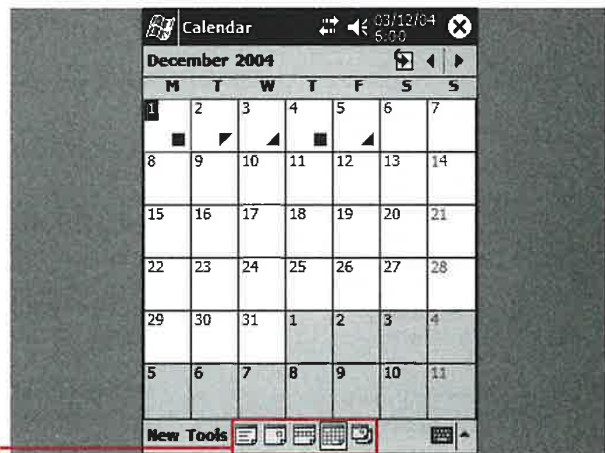 Calendar 03/12/04
6:00
December 2004
M T W T F S S
1 2 3 4 5 6 7
8 9 10 11 12 13 14
15 16 17 18 19 20 21
22 23 24 25 26 27 28
29 30 31 1 2 3 4
5 6 7 8 9 10 11
New Tools